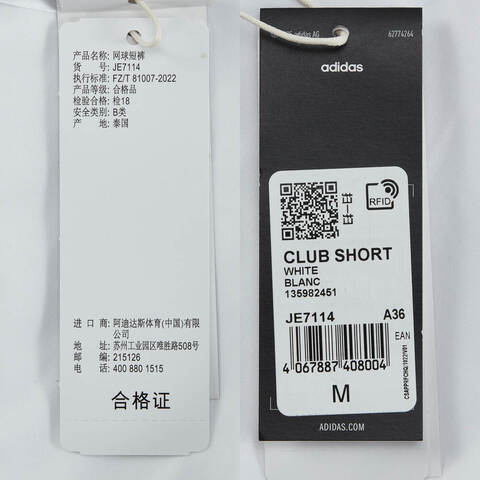 产品名称: 网球短裤
货 号: JE7114
执行标准: FZ/T 81007-2022
产品等级: 合格品
检验合格: 检18
安全类别: B类
产 地: 泰国
进 口 商: 阿迪达斯体育(中国)有限
公司
地 址: 苏州工业园区唯胜路508号
邮 编: 215126
电 话: 400 880 1515
合格证
adidas AG
62774264
adidas
RFID
CLUB SHORT
WHITE
BLANC
135982451
JE7114 A36
EAN
4 067887 408004
M
ADIDAS.COM